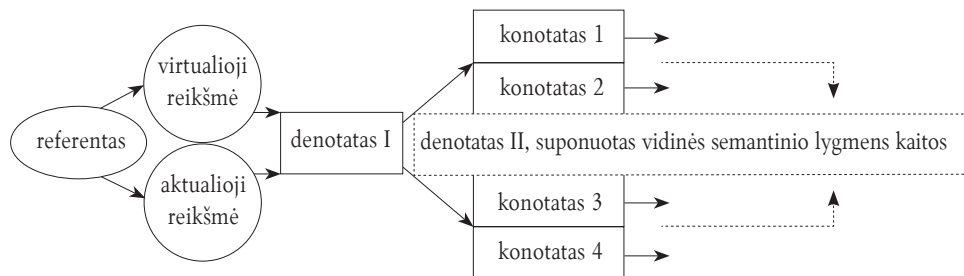 referentas
virtualioji
reikšmė
aktualioji
reikšmė
denotatas I
konotatas 1
konotatas 2
denotatas II, suponuotas vidinės semantinio lygmens kaitos
konotatas 3
konotatas 4